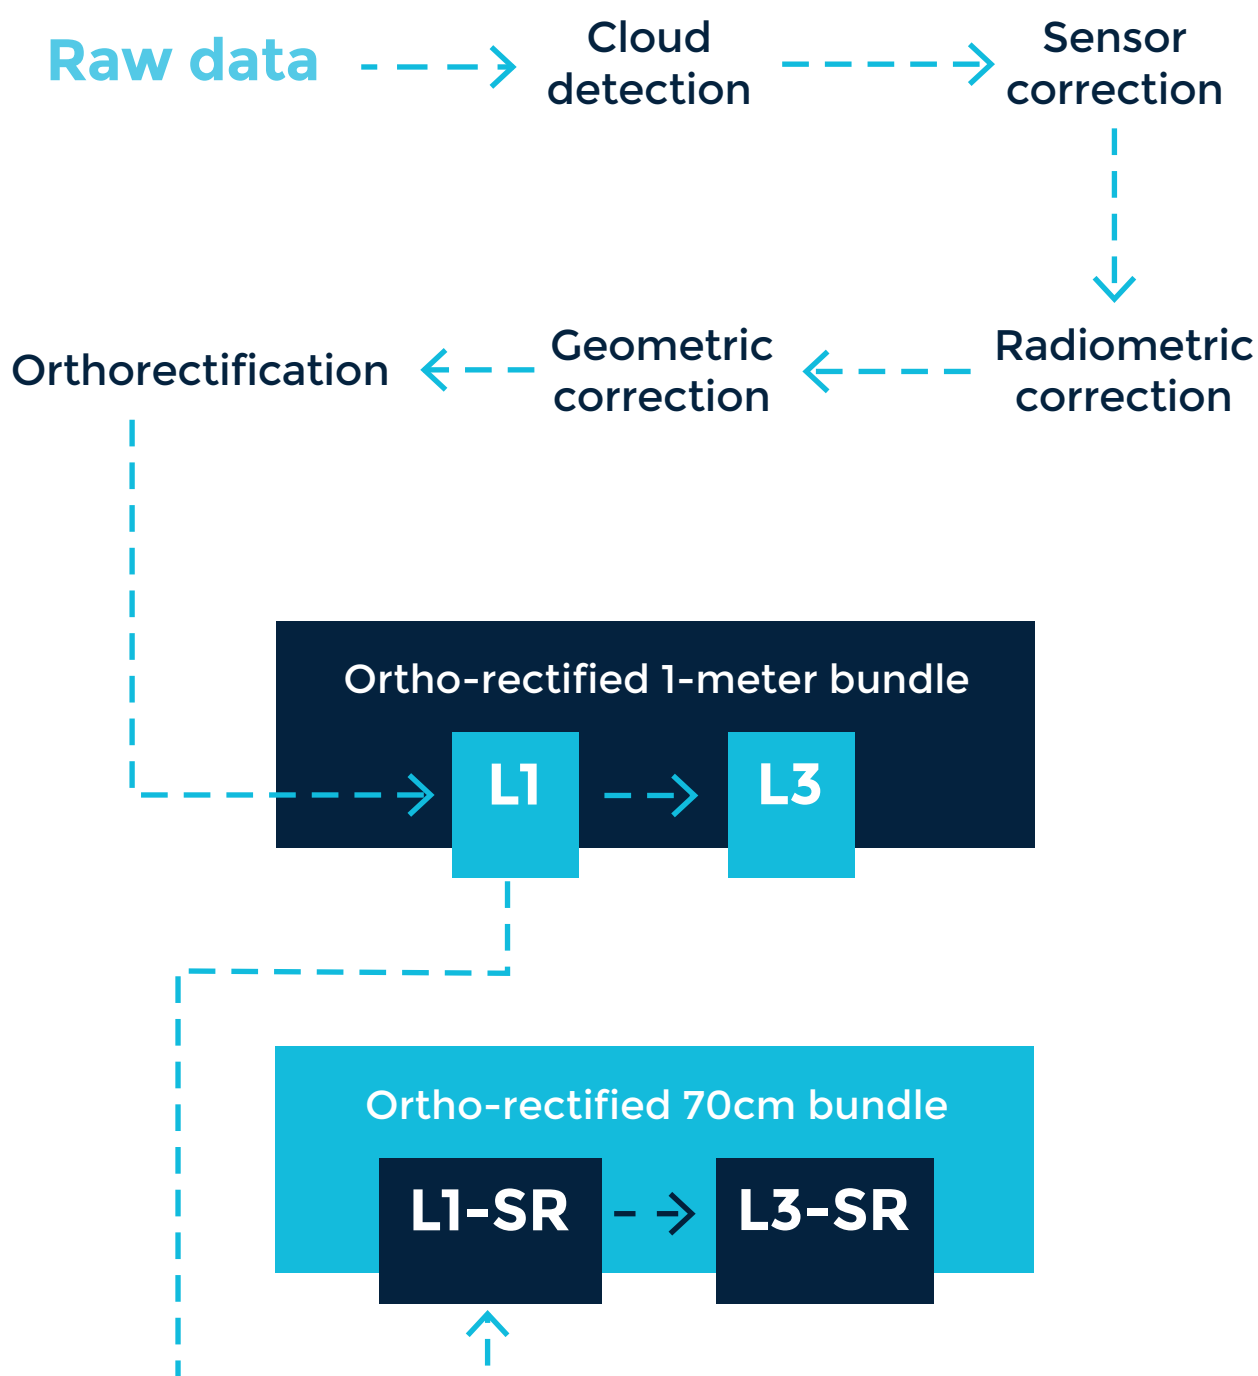 Raw data
Cloud
detection
Sensor
correction
Radiometric
correction
Geometric
correction
Orthorectification
Ortho-rectified 1-meter bundle
L1
L3
Ortho-rectified 70cm bundle
L1-SR
L3-SR